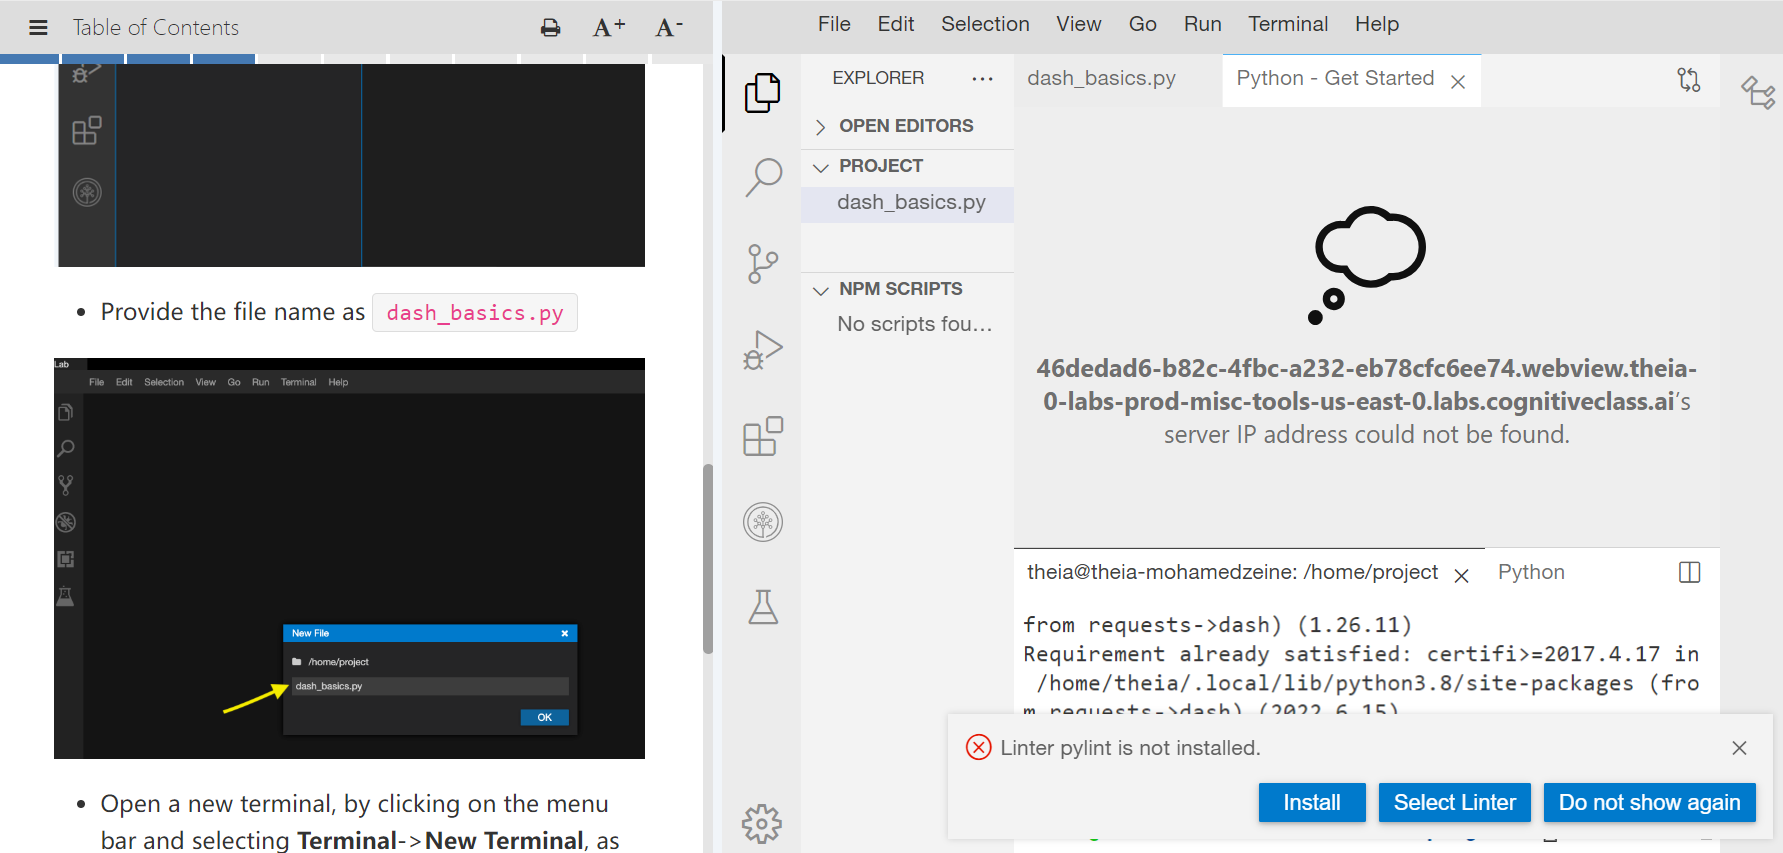 Table of Contents
A+ A-
Provide the file name as dash_basics.py
Lab
File Edit Selection View Go Run Terminal Help
New File
/home/project
dash_basics.py
OK
Open a new terminal, by clicking on the menu
bar and selecting Terminal->New Terminal, as
File Edit Selection View Go Run Terminal Help
EXPLORER
OPEN EDITORS
PROJECT
dash_basics.py
NPM SCRIPTS
No scripts fou...
dash_basics.py
Python - Get Started
46dedad6-b82c-4fbc-a232-eb78cfc6ee74.webview.theia-
0-labs-prod-misc-tools-us-east-0.labs.cognitiveclass.ai's
server IP address could not be found.
theia@theia-mohamedzeine: /home/project
Python
from requests->dash) (1.26.11)
Requirement already satisfied: certifi>=2017.4.17 in
/home/theia/.local/lib/python3.8/site-packages (fro
m requests->dash) (2022.6.15)
Linter pylint is not installed.
Install
Select Linter
Do not show again